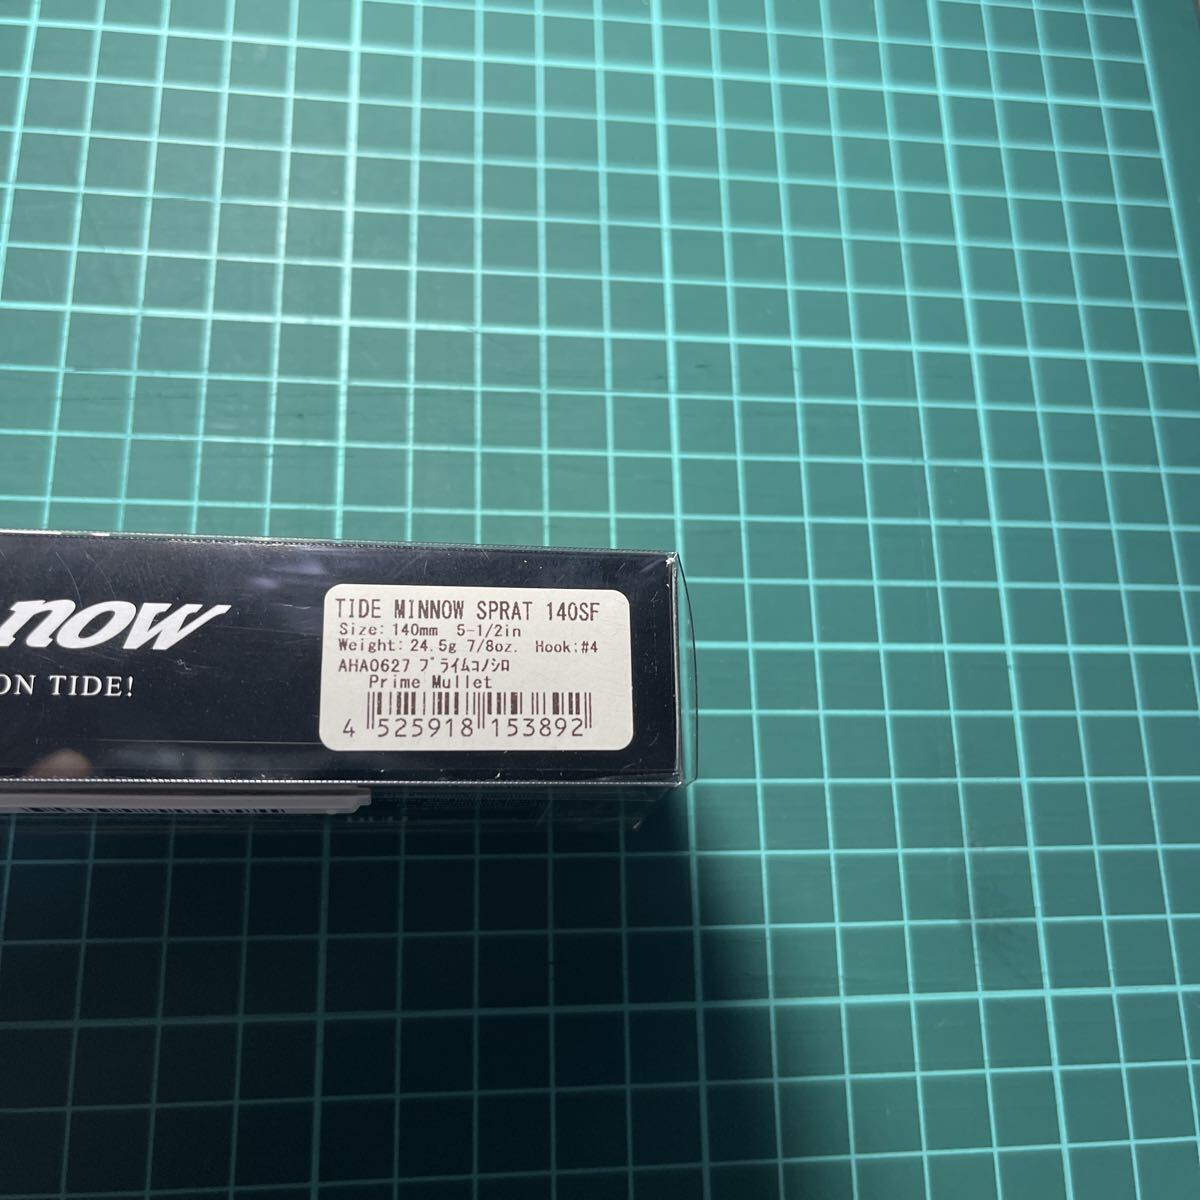 now
ON TIDE!
TIDE MINNOW SPRAT 140SF
Size: 140mm 5-1/2in
Weight: 24.5g 7/8oz. Hook:#4
AHA0627 プライムコノシロ
Prime Mullet
4 525918 153892